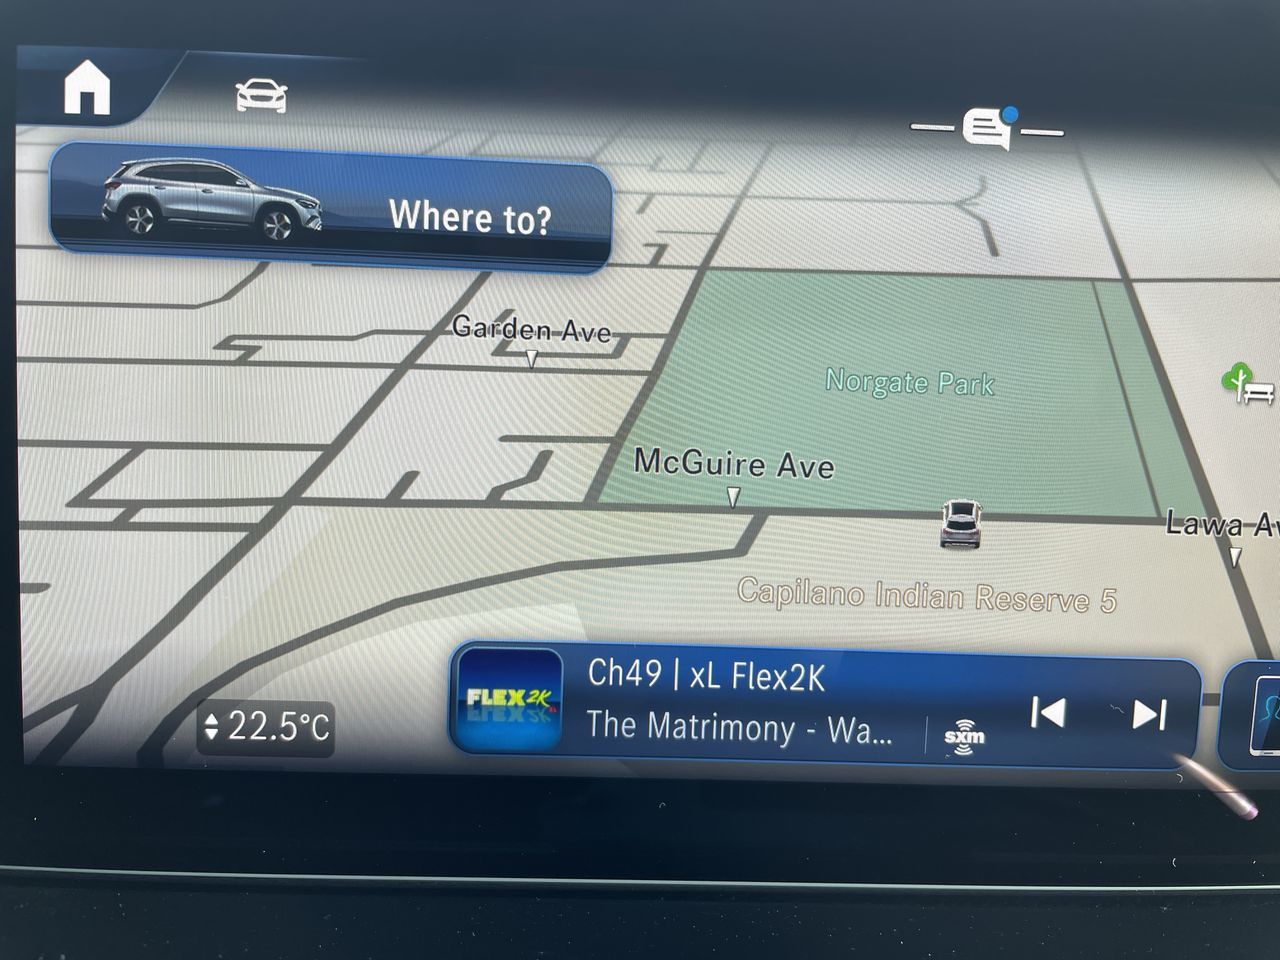 Where to?
Garden Ave
Norgate Park
McGuire Ave
Lawa Av
Capilano Indian Reserve 5
FLEX2K XL
Ch49 | xL Flex2K
The Matrimony - Wa...
sxm
22.5°C